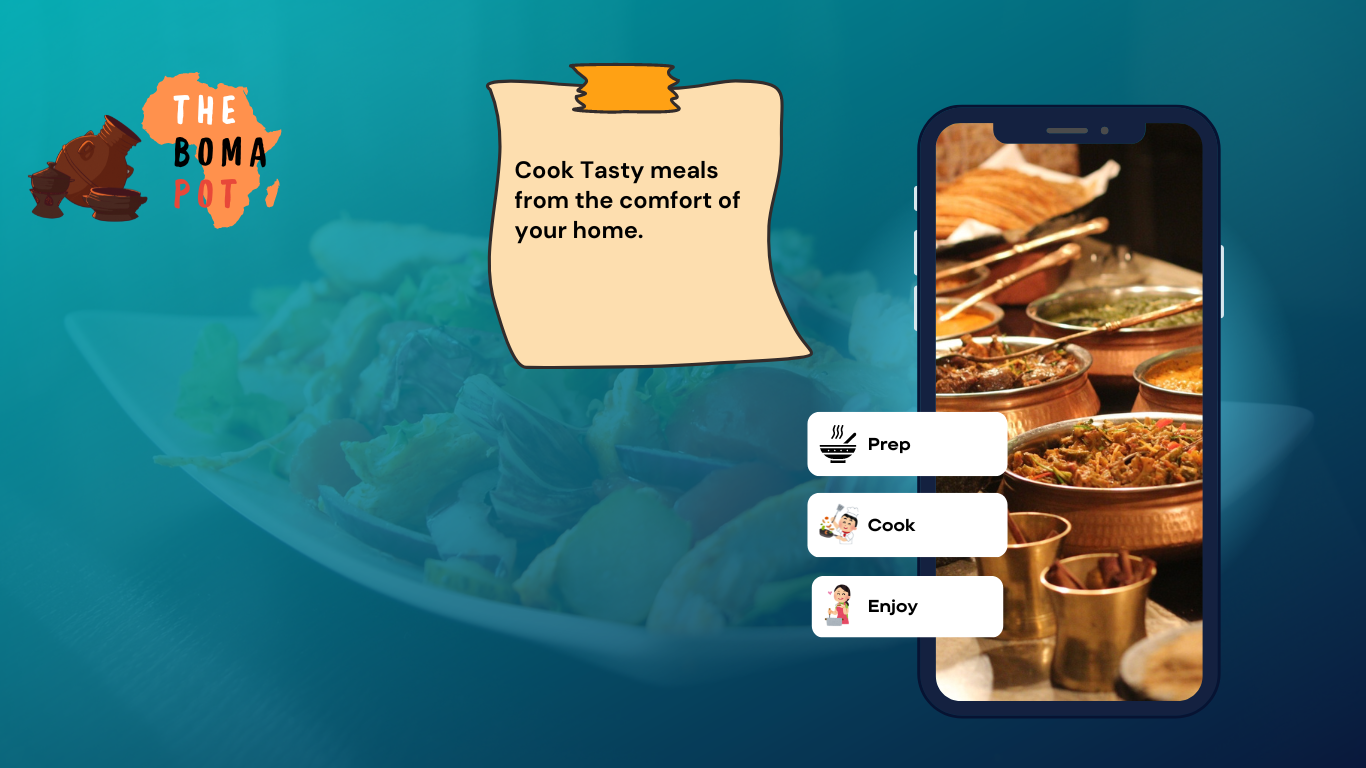 THE
BOMA
POT
Cook Tasty meals
from the comfort of
your home.
Prep
Cook
Enjoy